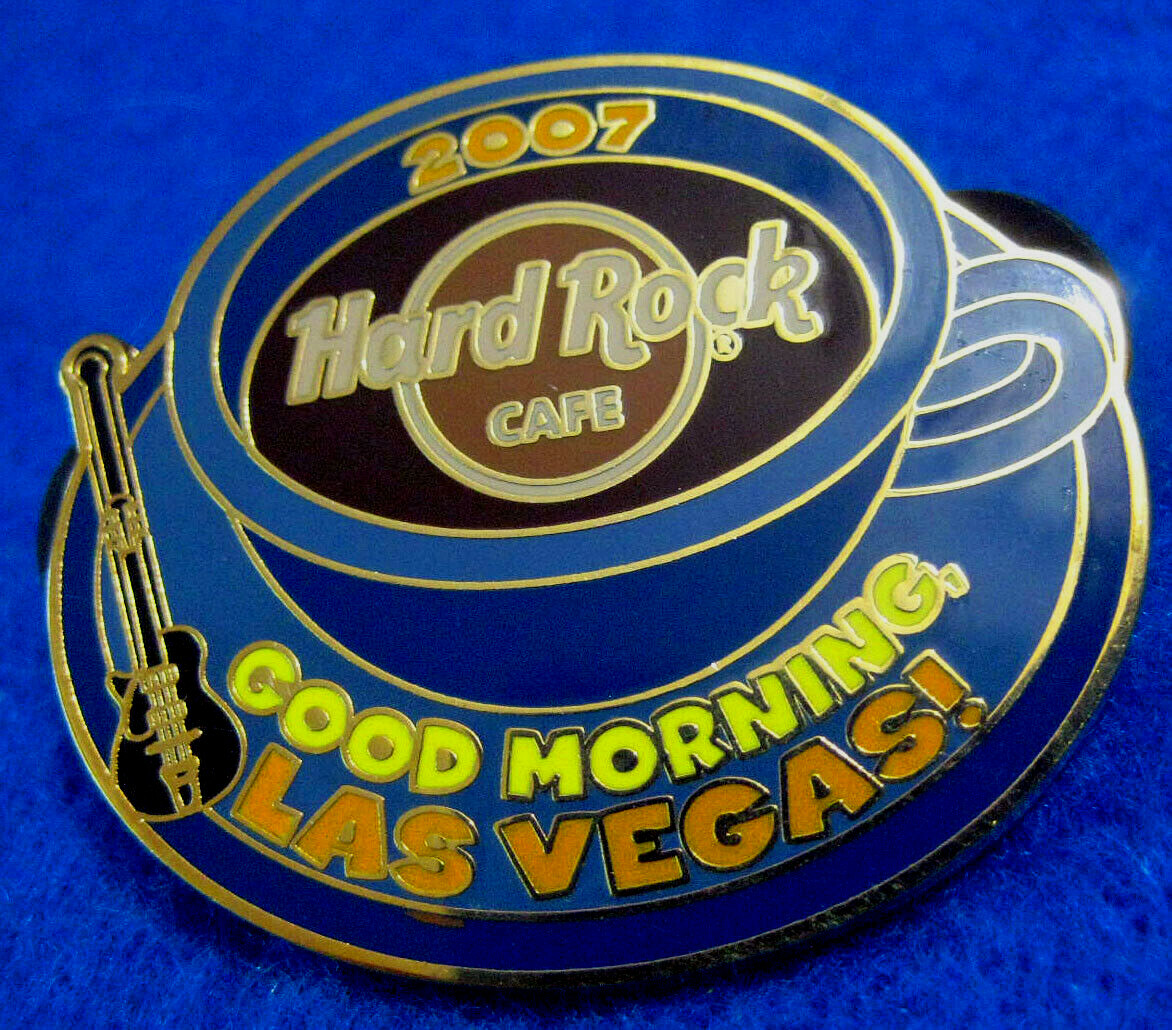 2007
Hard Rock ®
CAFE
GOOD MORNING,
LAS VEGAS!